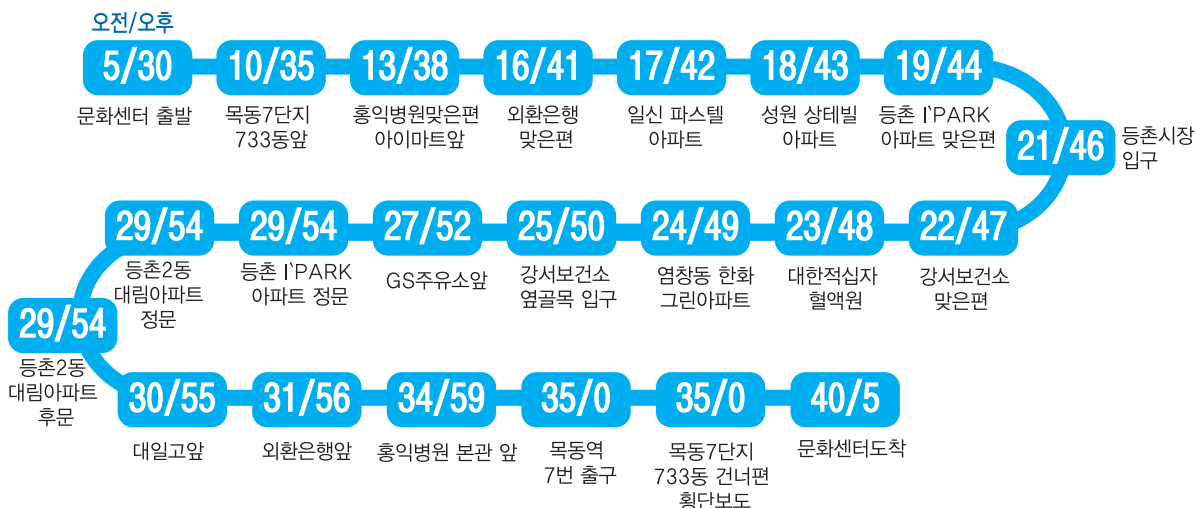 오전/오후
5/30
문화센터 출발
10/35
목동7단지
733동앞
13/38
홍익병원맞은편
아이마트앞
16/41
외환은행
맞은편
17/42
일신 파스텔
아파트
18/43
성원 상테빌
아파트
19/44
등촌 I`PARK
아파트 맞은편
21/46
등촌시장
입구
22/47
강서보건소
맞은편
23/48
대한적십자
혈액원
24/49
염창동 한화
그린아파트
25/50
강서보건소
옆골목 입구
27/52
GS주유소앞
29/54
등촌 I`PARK
아파트 정문
29/54
등촌2동
대림아파트
정문
29/54
등촌2동
대림아파트
후문
30/55
대일고앞
31/56
외환은행앞
34/59
홍익병원 본관 앞
35/0
목동역
7번 출구
35/0
목동7단지
733동 건너편
횡단보도
40/5
문화센터도착